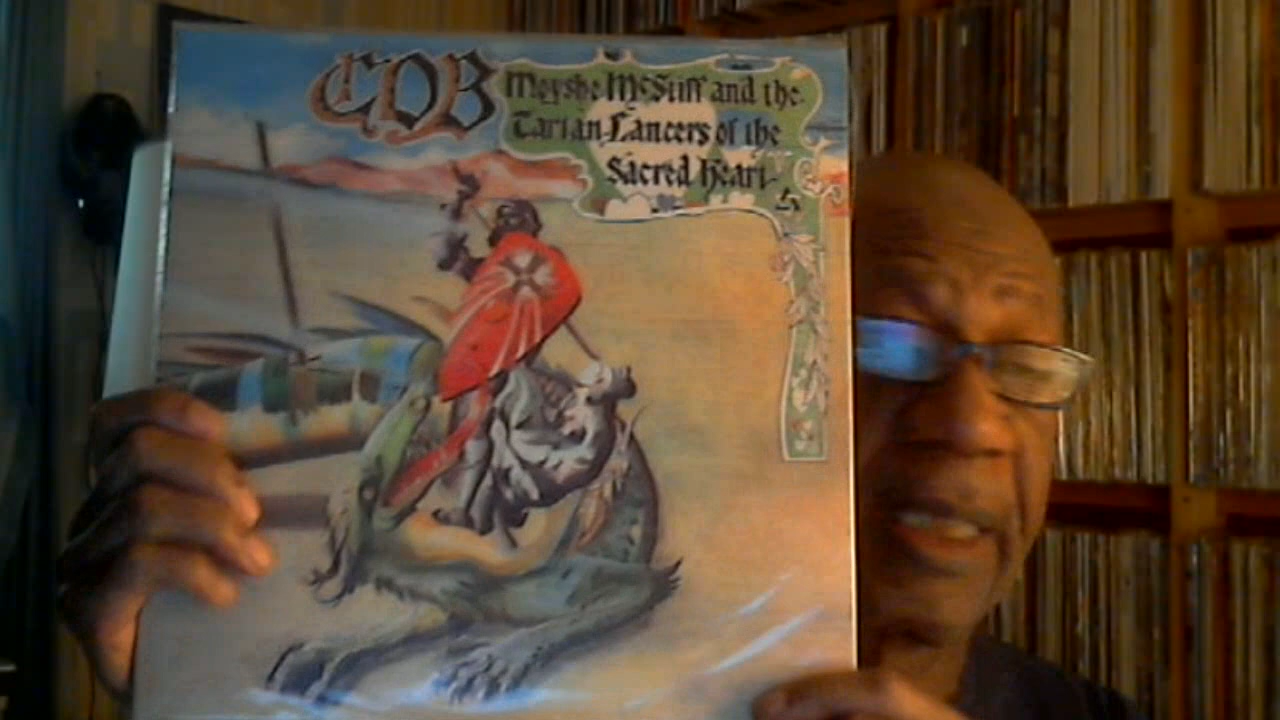 COB
Moyshe McStiff and the
Tartan Lancers of the
Sacred Heart